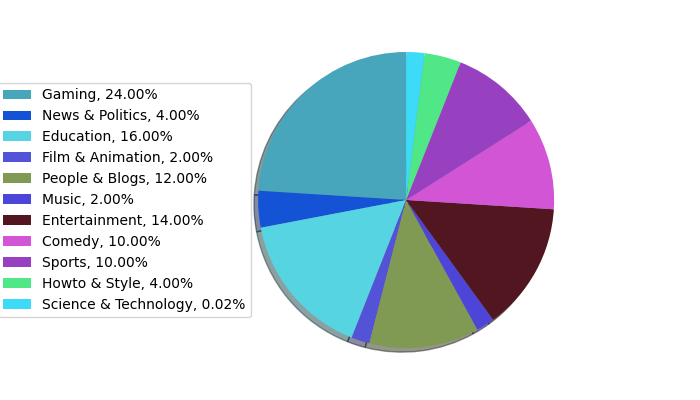 Gaming, 24.00%
News & Politics, 4.00%
Education, 16.00%
Film & Animation, 2.00%
People & Blogs, 12.00%
Music, 2.00%
Entertainment, 14.00%
Comedy, 10.00%
Sports, 10.00%
Howto & Style, 4.00%
Science & Technology, 0.02%